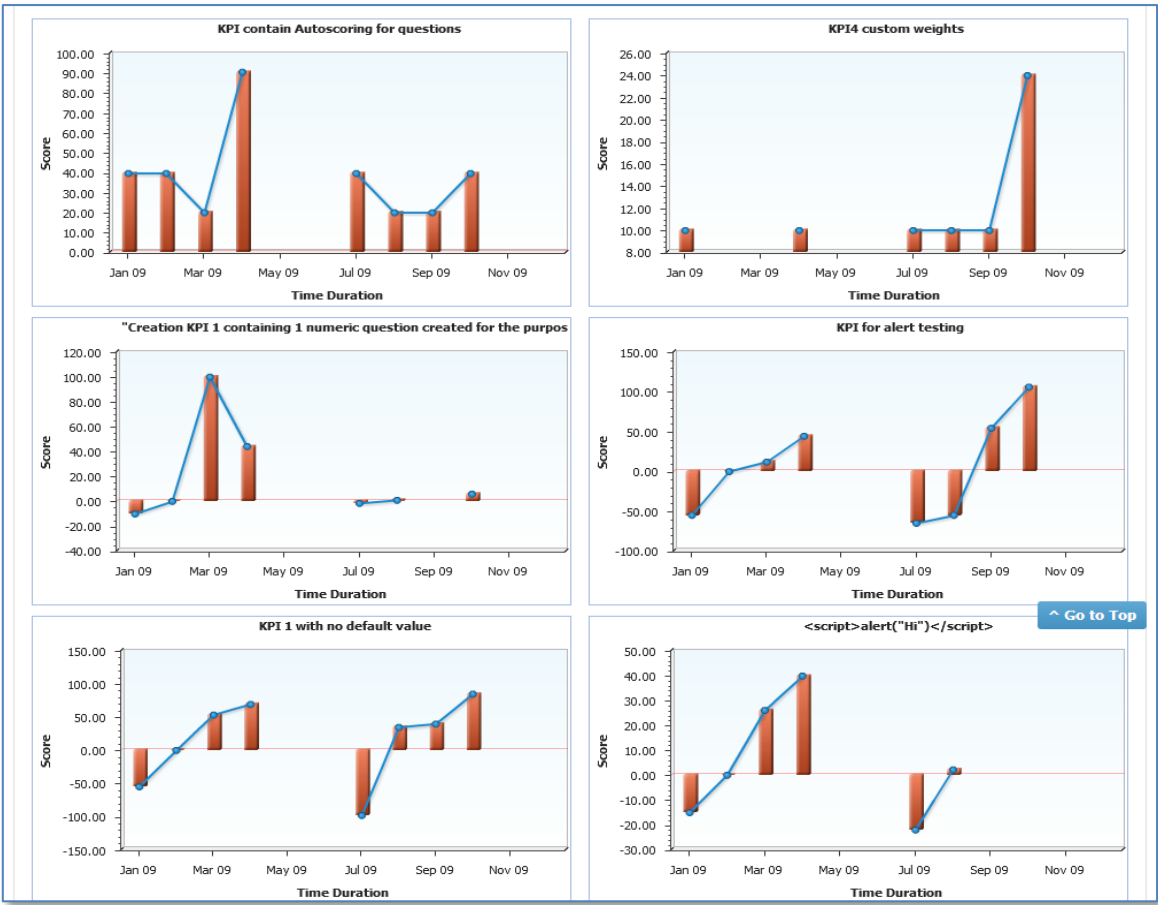 KPI contain Autoscoring for questions
100.00
90.00
80.00
70.00
60.00
50.00
40.00
30.00
20.00
10.00
0.00
Score
Jan 09 Mar 09 May 09 Jul 09 Sep 09 Nov 09
Time Duration
KPI4 custom weights
26.00
24.00
22.00
20.00
18.00
16.00
14.00
12.00
10.00
8.00
Score
Jan 09 Mar 09 May 09 Jul 09 Sep 09 Nov 09
Time Duration
"Creation KPI 1 containing 1 numeric question created for the purpos
120.00
100.00
80.00
60.00
40.00
20.00
0.00
-20.00
-40.00
Score
Jan 09 Mar 09 May 09 Jul 09 Sep 09 Nov 09
Time Duration
KPI for alert testing
150.00
100.00
50.00
0.00
-50.00
-100.00
Score
Jan 09 Mar 09 May 09 Jul 09 Sep 09 Nov 09
Time Duration
^ Go to Top
KPI 1 with no default value
150.00
100.00
50.00
0.00
-50.00
-100.00
-150.00
Score
Jan 09 Mar 09 May 09 Jul 09 Sep 09 Nov 09
Time Duration
<script>alert("Hi")</script>
50.00
40.00
30.00
20.00
10.00
0.00
-10.00
-20.00
-30.00
Score
Jan 09 Mar 09 May 09 Jul 09 Sep 09 Nov 09
Time Duration